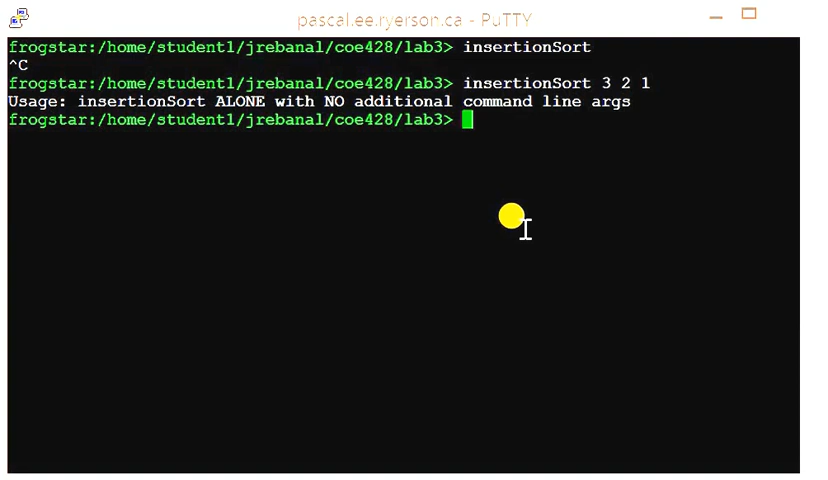 pascal.ee.ryerson.ca - PuTTY
frogstar:/home/student1/jrebanal/coe428/lab3> insertionSort
^C
frogstar:/home/student1/jrebanal/coe428/lab3> insertionSort 3 2 1
Usage: insertionSort ALONE with NO additional command line args
frogstar:/home/student1/jrebanal/coe428/lab3>